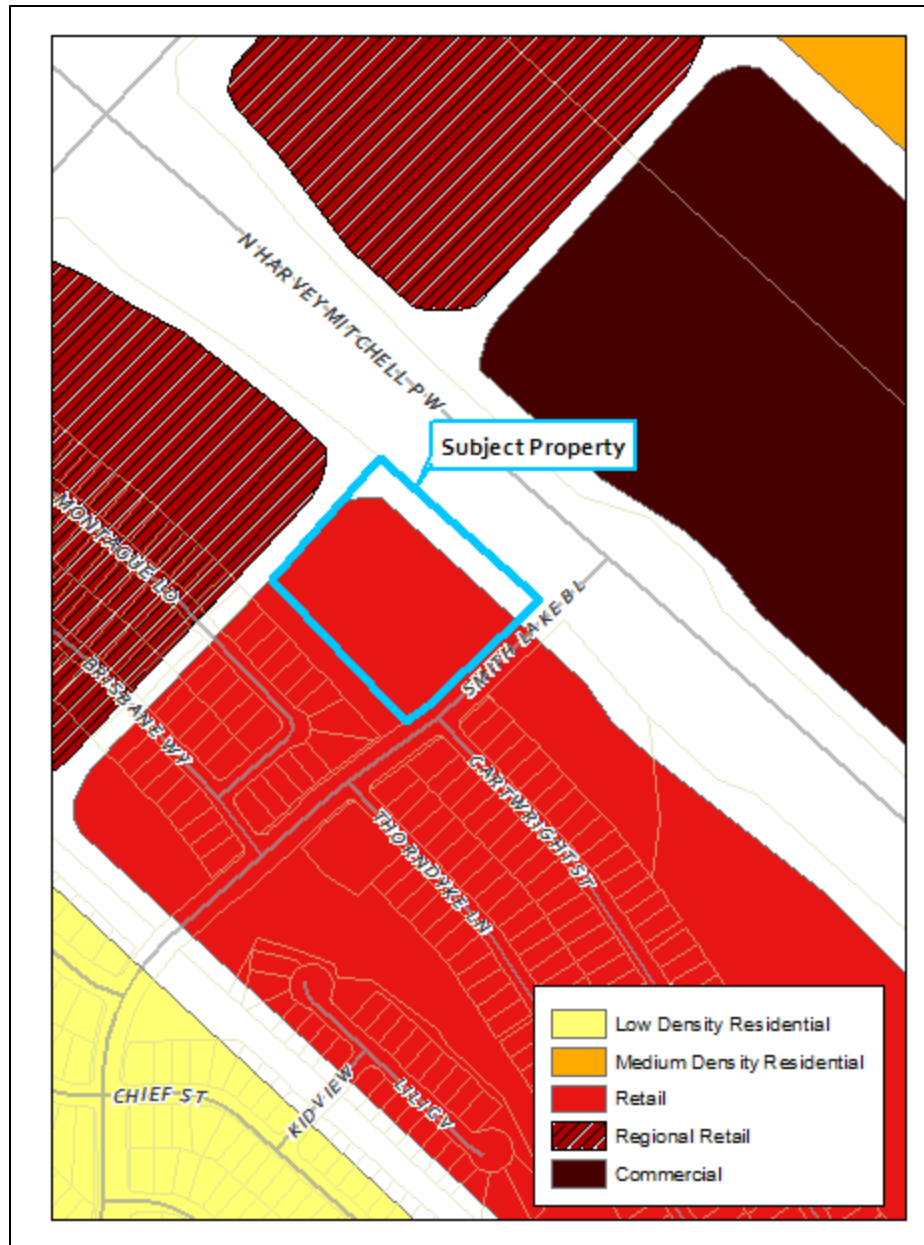 N HARVEY MITCHELL PW
Subject Property
MONTAGUE LO
SMITH LAKE BL
BRISBANE WY
CARTWRIGHT ST
THORNDYKE LN
CHIEF ST
KIDVIEW
LILI CV
Low Density Residential
Medium Density Residential
Retail
Regional Retail
Commercial